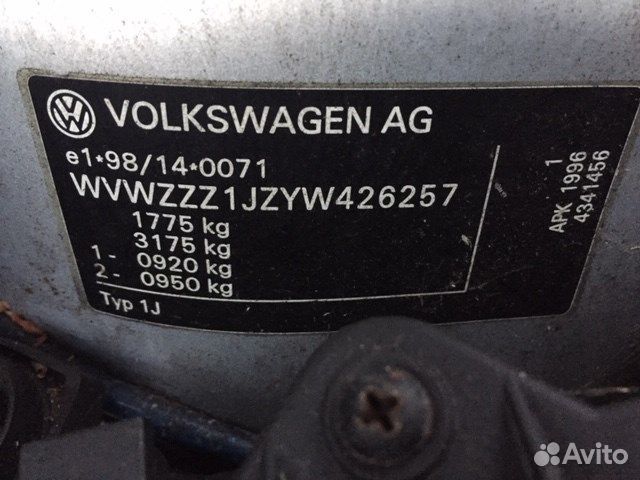 VOLKSWAGEN AG
e1*98/14*0071
WVWZZZ1JZYW426257
1775 kg
3175 kg
1- 0920 kg
2- 0950 kg
Typ 1J
1
APK 1996
4341456
Avito